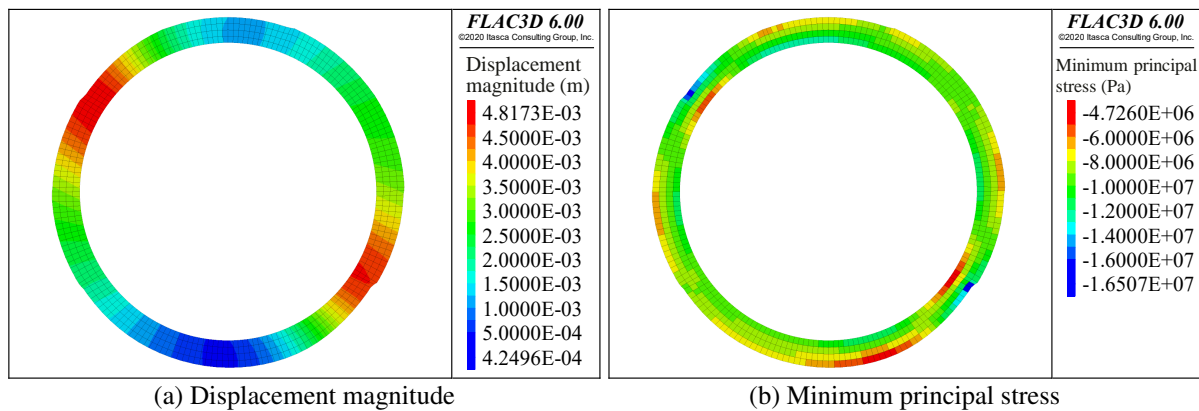 FLAC3D 6.00
©2020 Itasca Consulting Group, Inc.
Displacement
magnitude (m)
4.8173E-03
4.5000E-03
4.0000E-03
3.5000E-03
3.0000E-03
2.5000E-03
2.0000E-03
1.5000E-03
1.0000E-03
5.0000E-04
4.2496E-04
(a) Displacement magnitude
FLAC3D 6.00
©2020 Itasca Consulting Group, Inc.
Minimum principal
stress (Pa)
-4.7260E+06
-6.0000E+06
-8.0000E+06
-1.0000E+07
-1.2000E+07
-1.4000E+07
-1.6000E+07
-1.6507E+07
(b) Minimum principal stress